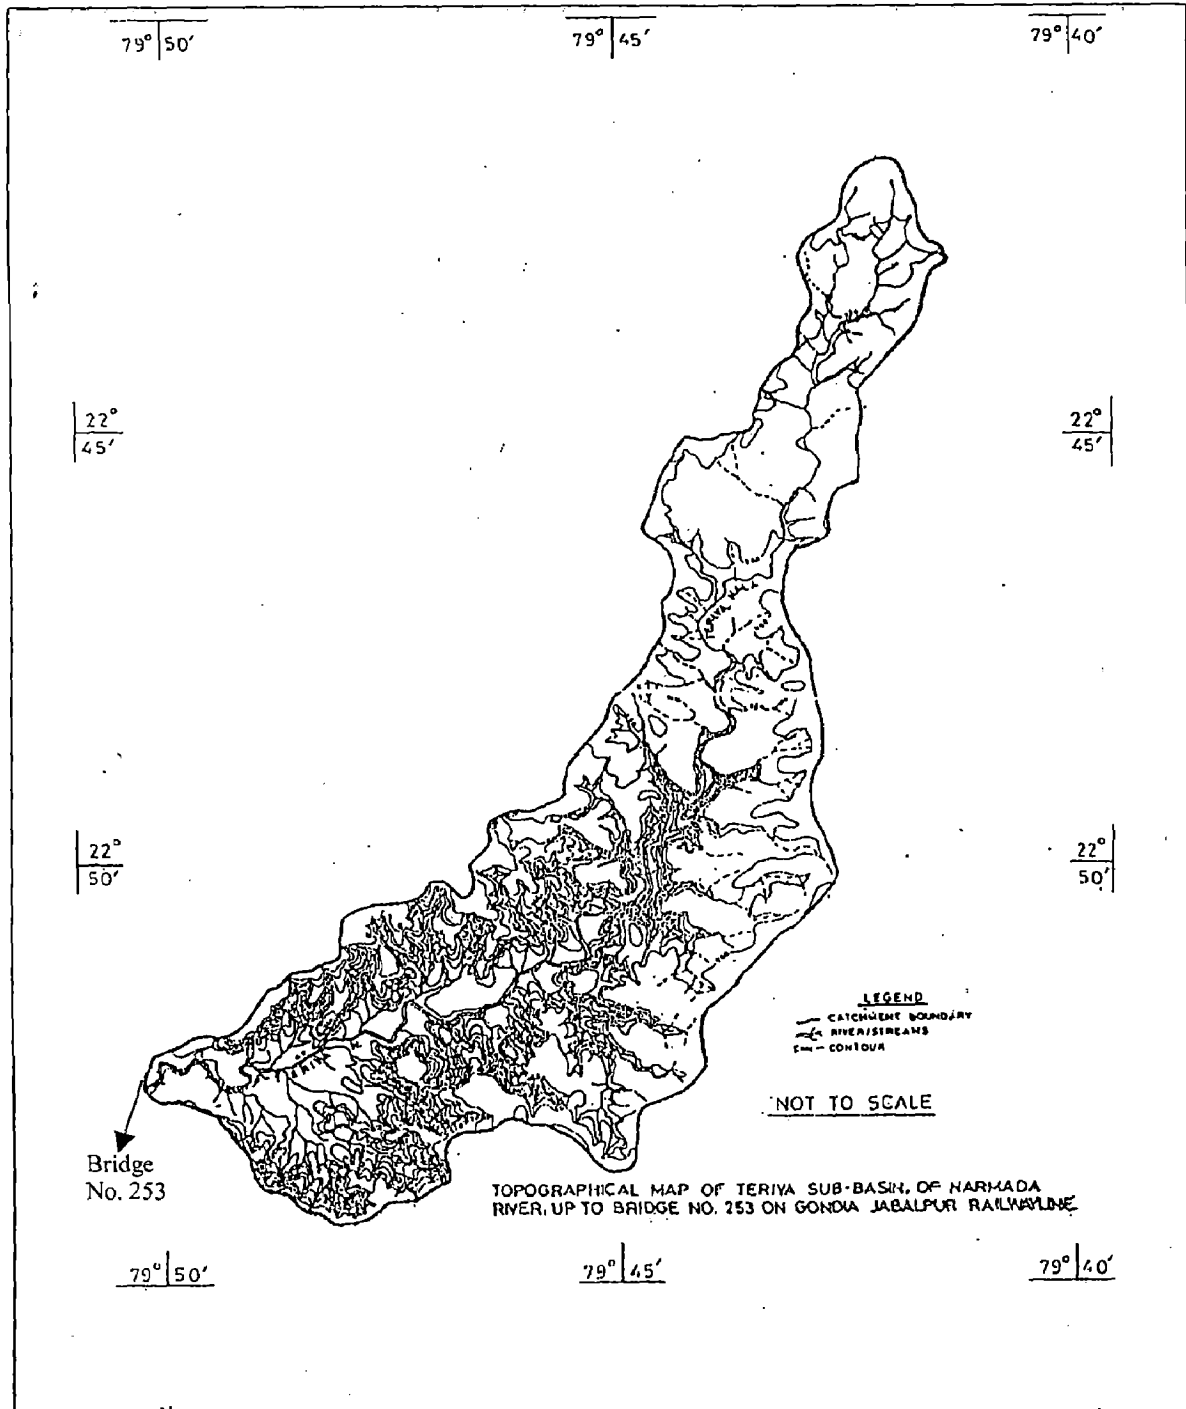 79° 50′
79° 45′
79° 40′
22°
45′
22°
45′
TERIYA NALA
22°
50′
22°
50′
LEGEND
CATCHMENT BOUNDARY
RIVER/STREAMS
CONTOUR
NOT TO SCALE
Bridge
No. 253
TOPOGRAPHICAL MAP OF TERIYA SUB-BASIN, OF NARMADA
RIVER, UP TO BRIDGE NO. 253 ON GONDIA JABALPUR RAILWAYLINE
79° 50′
79° 45′
79° 40′